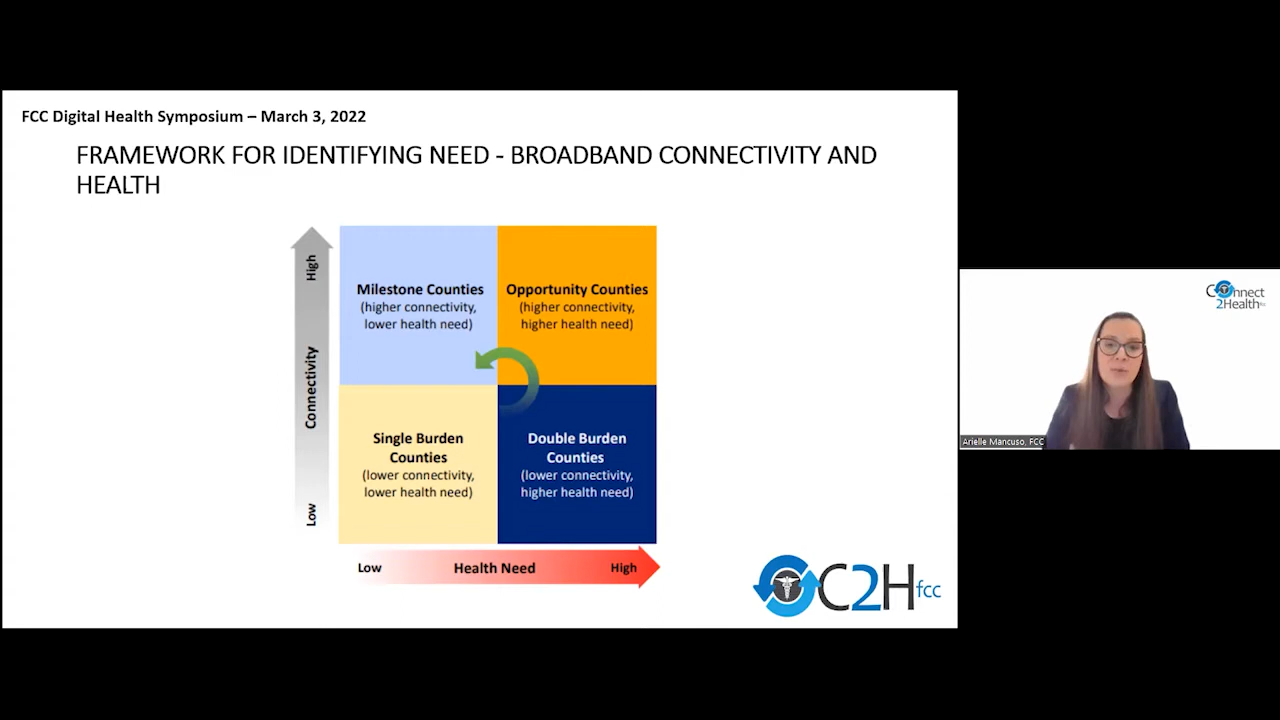 FCC Digital Health Symposium – March 3, 2022
FRAMEWORK FOR IDENTIFYING NEED - BROADBAND CONNECTIVITY AND
HEALTH
High
Connectivity
Low
Milestone Counties
(higher connectivity,
lower health need)
Opportunity Counties
(higher connectivity,
higher health need)
Single Burden
Counties
(lower connectivity,
lower health need)
Double Burden
Counties
(lower connectivity,
higher health need)
Low
Health Need
High
C2Hfcc
Connect
2Health
Arielle Mancuso, FCC